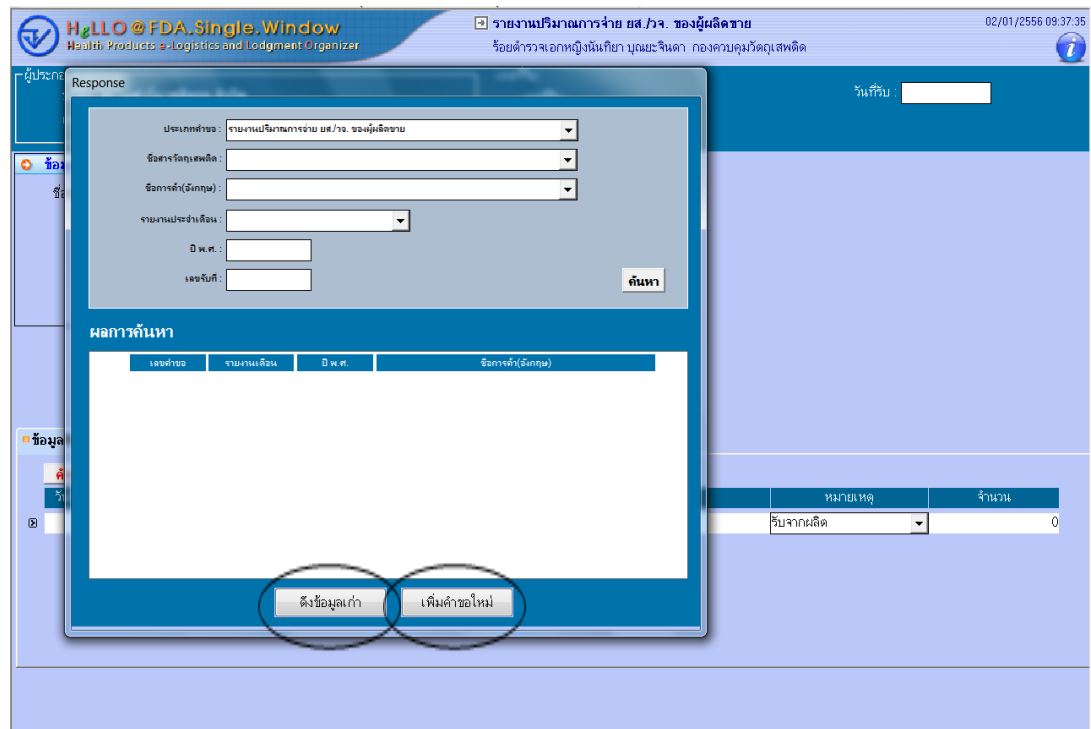 HeLLO @ FDA.Single.Window
Health Products e-Logistics and Lodgment Organizer
รายงานปริมาณการจ่าย ยส./วจ. ของผู้ผลิตขาย
02/01/2556 09:37:35
ร้อยตำรวจเอกหญิงนันทิยา บุณยะจินดา กองควบคุมวัตถุเสพติด
Response
วันที่รับ :
ประเภทคำขอ : รายงานปริมาณการจ่าย ยส./วจ. ของผู้ผลิตขาย
ชื่อสารวัตถุเสพติด :
ชื่อการค้า(อังกฤษ) :
รายงานประจำเดือน :
ปี พ.ศ. :
เลขรับที่ :
ค้นหา
ผลการค้นหา
เลขคำขอ รายงานเดือน ปี พ.ศ. ชื่อการค้า(อังกฤษ)
ข้อมูล
หมายเหตุ จำนวน
รับจากผลิต 0
ดึงข้อมูลเก่า เพิ่มคำขอใหม่